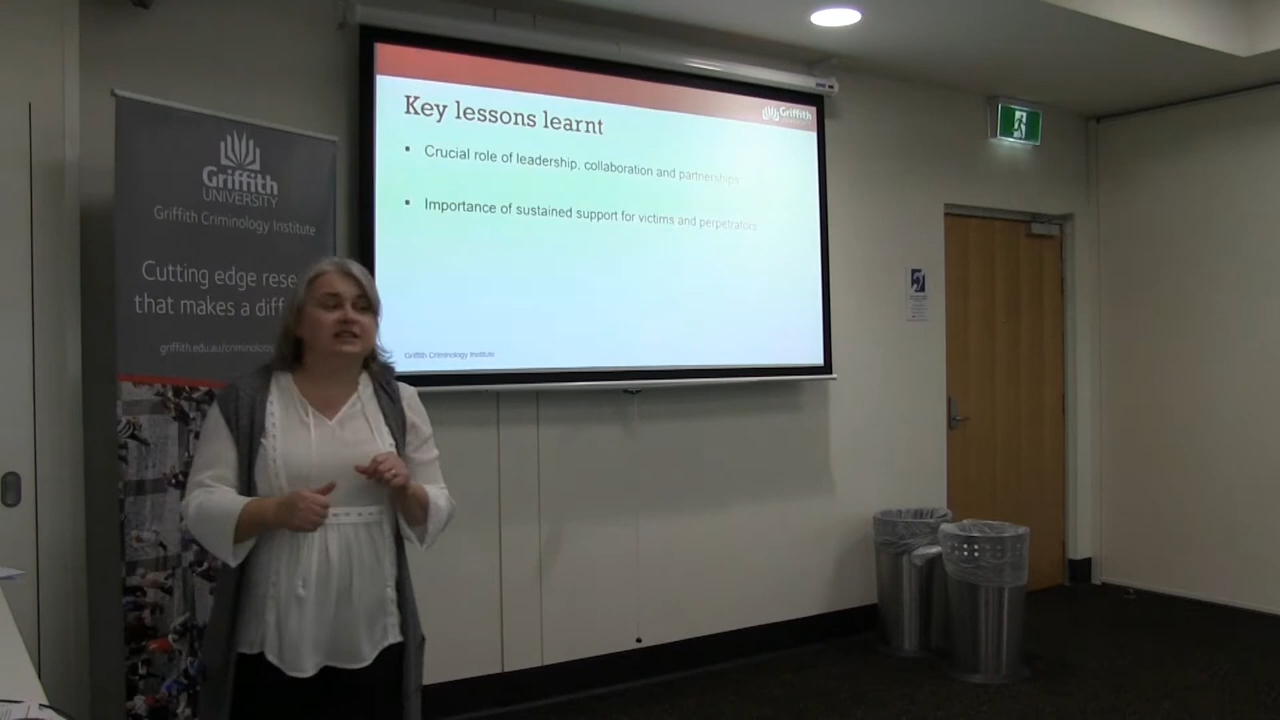 Griffith
UNIVERSITY
Griffith Criminology Institute
Cutting edge rese
that makes a diff
griffith.edu.au/criminology
Griffith
Key lessons learnt
Crucial role of leadership, collaboration and partnerships
Importance of sustained support for victims and perpetrators
Griffith Criminology Institute